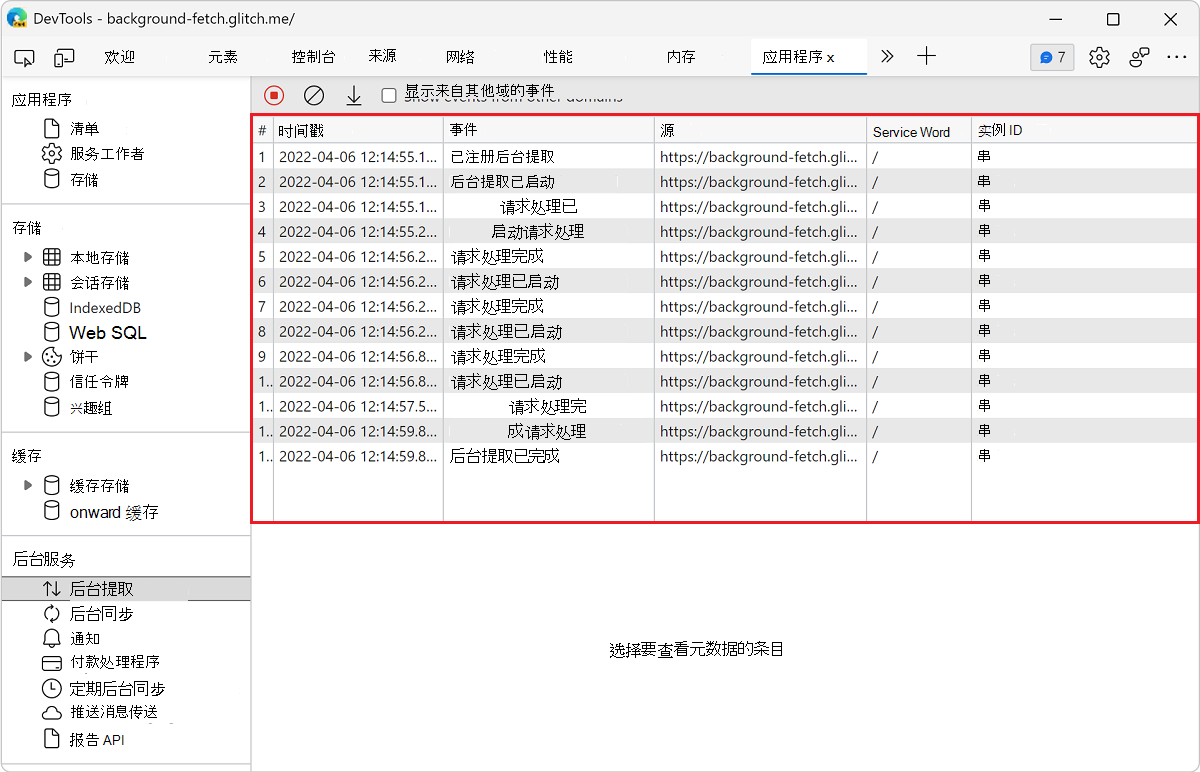 DevTools - background-fetch.glitch.me/
欢迎 元素 控制台 来源 网络 性能 内存 应用程序 x 7
应用程序
清单
服务工作者
存储
存储
本地存储
会话存储
IndexedDB
Web SQL
饼干
信任令牌
兴趣组
缓存
缓存存储
onward 缓存
后台服务
后台提取
后台同步
通知
付款处理程序
定期后台同步
推送消息传送
报告 API
显示来自其他域的事件
Show events from other domains
# 时间戳 事件 源 Service Word 实例 ID
1 2022-04-06 12:14:55.1... 已注册后台提取 https://background-fetch.gli... / 串
2 2022-04-06 12:14:55.1... 后台提取已启动 https://background-fetch.gli... / 串
3 2022-04-06 12:14:55.1... 请求处理已 https://background-fetch.gli... / 串
4 2022-04-06 12:14:55.2... 启动请求处理 https://background-fetch.gli... / 串
5 2022-04-06 12:14:56.2... 请求处理完成 https://background-fetch.gli... / 串
6 2022-04-06 12:14:56.2... 请求处理已启动 https://background-fetch.gli... / 串
7 2022-04-06 12:14:56.2... 请求处理完成 https://background-fetch.gli... / 串
8 2022-04-06 12:14:56.2... 请求处理已启动 https://background-fetch.gli... / 串
9 2022-04-06 12:14:56.8... 请求处理完成 https://background-fetch.gli... / 串
1.. 2022-04-06 12:14:56.8... 请求处理已启动 https://background-fetch.gli... / 串
1.. 2022-04-06 12:14:57.5... 请求处理完 https://background-fetch.gli... / 串
1.. 2022-04-06 12:14:59.8... 成请求处理 https://background-fetch.gli... / 串
1.. 2022-04-06 12:14:59.8... 后台提取已完成 https://background-fetch.gli... / 串
选择要查看元数据的条目